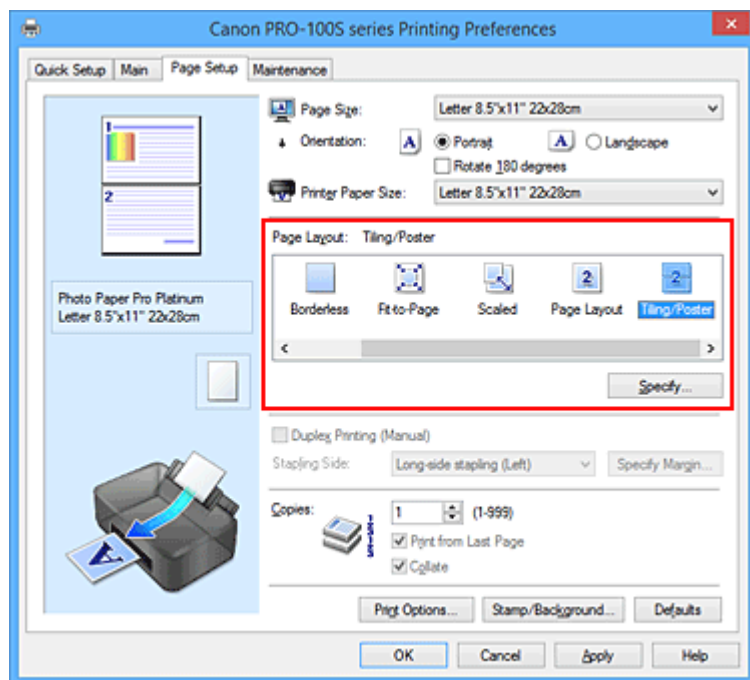 Canon PRO-100S series Printing Preferences
Quick Setup Main Page Setup Maintenance
1
2
Photo Paper Pro Platinum
Letter 8.5"x11" 22x28cm
Page Size: Letter 8.5"x11" 22x28cm
Orientation: A Portrait A Landscape
Rotate 180 degrees
Printer Paper Size: Letter 8.5"x11" 22x28cm
Page Layout: Tiling/Poster
2 2
Borderless Fit-to-Page Scaled Page Layout Tiling/Poster
Specify...
Duplex Printing (Manual)
Stapling Side: Long-side stapling (Left) Specify Margin...
Copies: 1 (1-999)
Print from Last Page
Collate
A
Print Options... Stamp/Background... Defaults
OK Cancel Apply Help